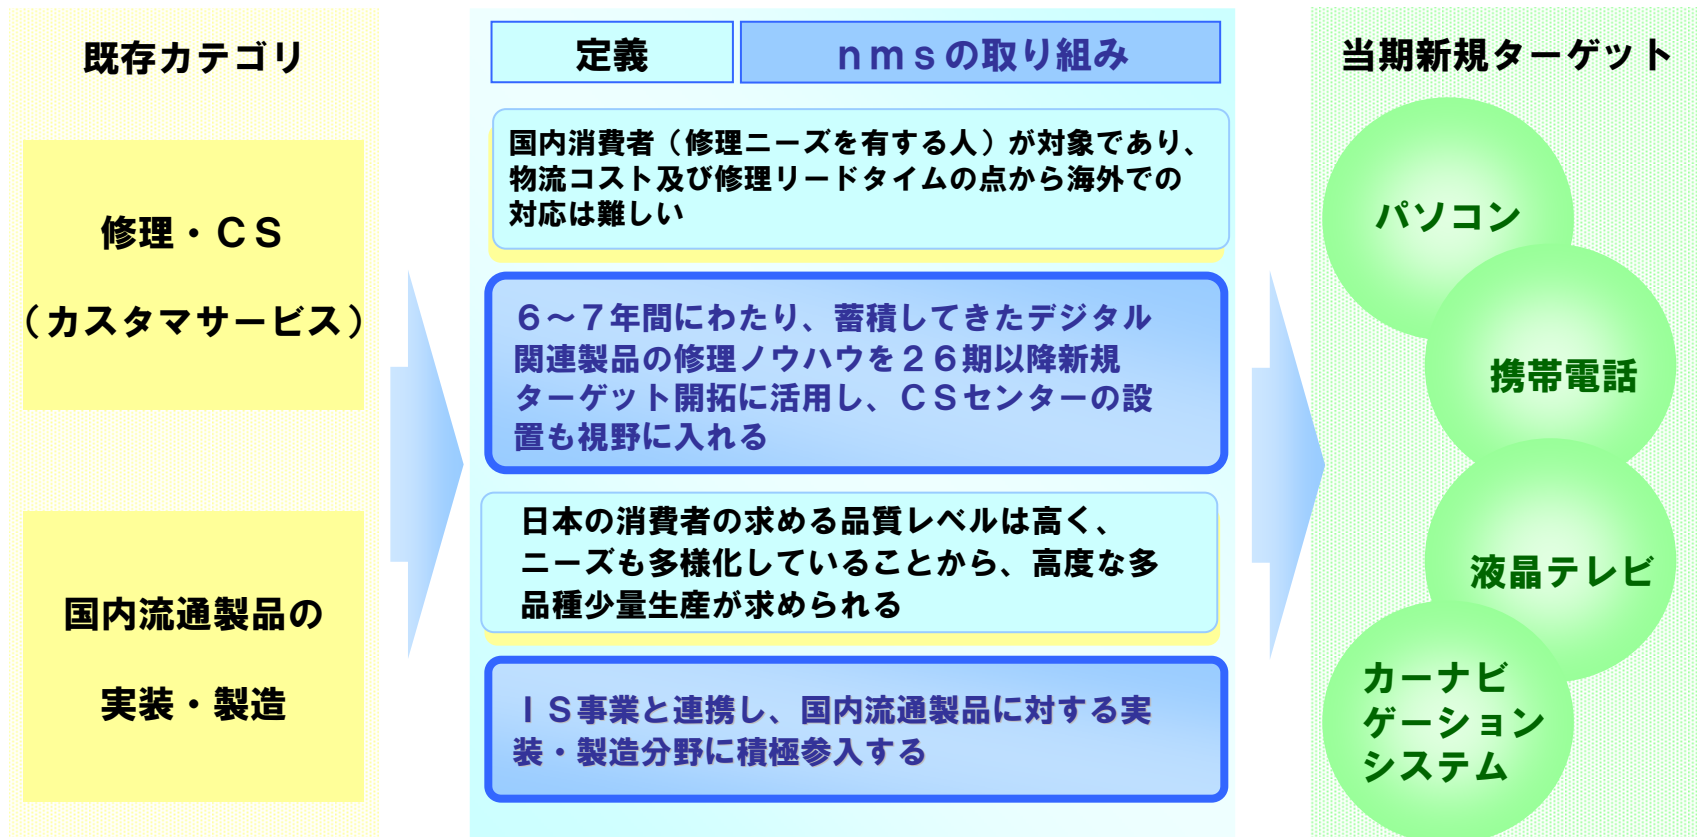 既存カテゴリ
修理・ＣＳ
（カスタマサービス）
国内流通製品の
実装・製造
定義
ｎｍｓの取り組み
国内消費者（修理ニーズを有する人）が対象であり、
物流コスト及び修理リードタイムの点から海外での
対応は難しい
６～７年間にわたり、蓄積してきたデジタル
関連製品の修理ノウハウを２６期以降新規
ターゲット開拓に活用し、ＣＳセンターの設
置も視野に入れる
日本の消費者の求める品質レベルは高く、
ニーズも多様化していることから、高度な多
品種少量生産が求められる
ＩＳ事業と連携し、国内流通製品に対する実
装・製造分野に積極参入する
当期新規ターゲット
パソコン
携帯電話
液晶テレビ
カーナビ
ゲーション
システム